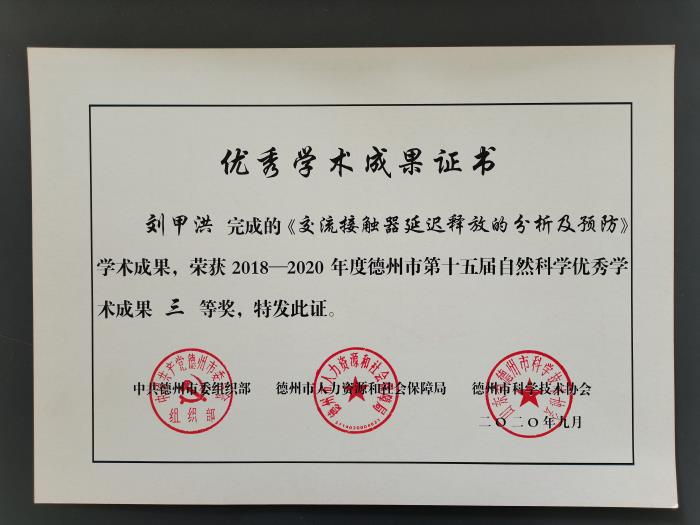 优秀学术成果证书
刘甲洪 完成的《交流接触器延迟释放的分析及预防》
学术成果，荣获 2018—2020 年度德州市第十五届自然科学优秀学
术成果 三 等奖，特发此证。
中共德州市委组织部 德州市人力资源和社会保障局 德州市科学技术协会
组织部
二〇二〇年九月